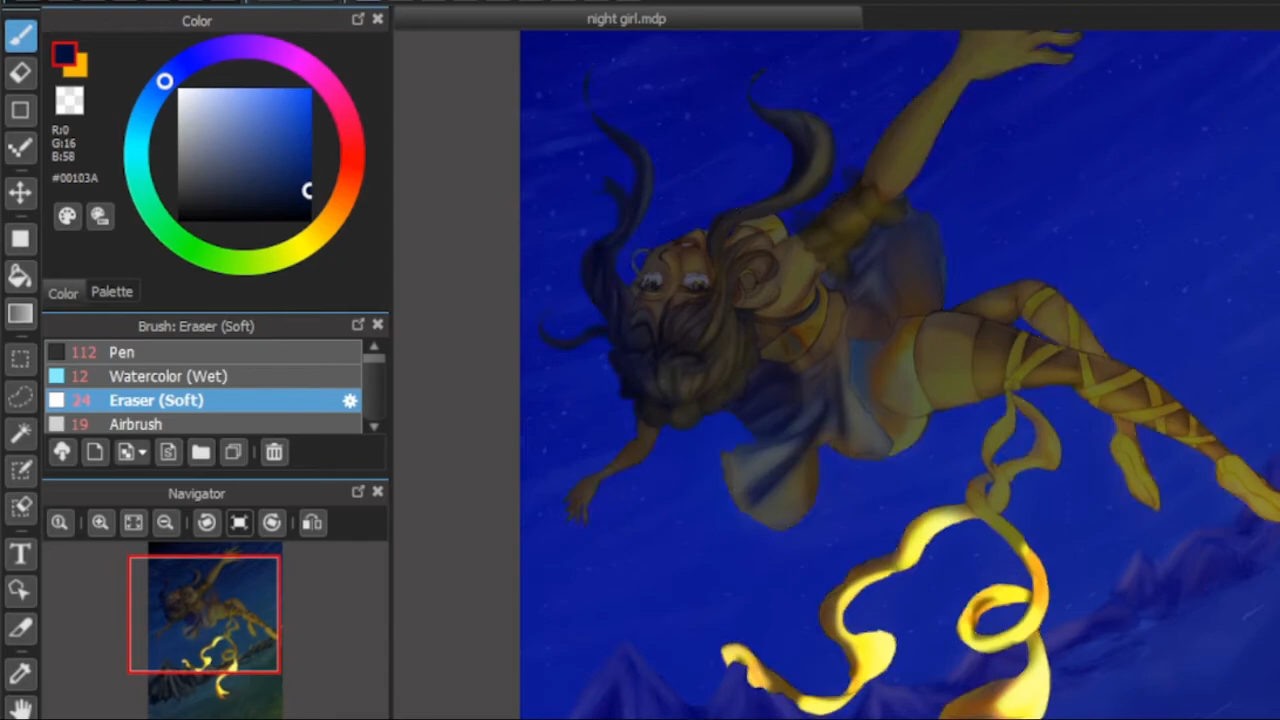 Color
night girl.mdp
R:0
G:16
B:58
#00103A
Color Palette
Brush: Eraser (Soft)
112 Pen
12 Watercolor (Wet)
24 Eraser (Soft)
19 Airbrush
Navigator